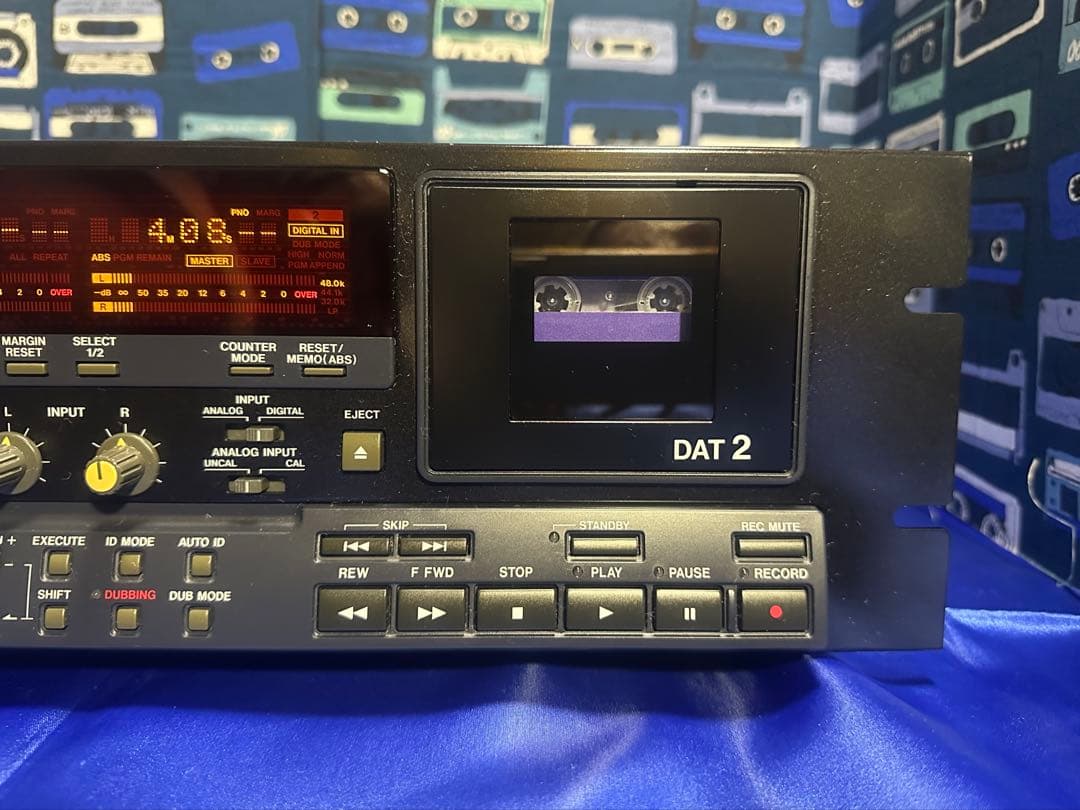 PNO MARG
PNO MARG 2
4M 08S
DIGITAL IN
DUB MODE
ALL REPEAT
ABS PGM REMAIN MASTER SLAVE HIGH NORM
PGM APPEND
L
48.0k
4 2 0 OVER
−dB ∞ 50 35 20 12 6 4 2 0 OVER 44.1k
R
32.0k
LP
MARGIN
RESET
SELECT
1/2
COUNTER
MODE
RESET/
MEMO(ABS)
L INPUT R
INPUT
ANALOG DIGITAL
ANALOG INPUT
UNCAL CAL
EJECT
DAT 2
EXECUTE ID MODE AUTO ID
SHIFT DUBBING DUB MODE
SKIP
STANDBY
REC MUTE
REW F FWD STOP PLAY PAUSE RECORD